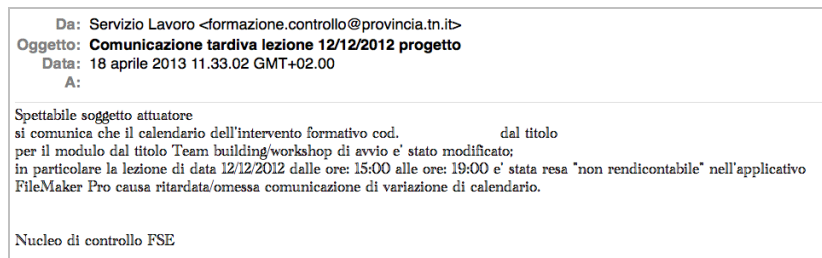 Da: Servizio Lavoro <formazione.controllo@provincia.tn.it>
Oggetto: Comunicazione tardiva lezione 12/12/2012 progetto
Data: 18 aprile 2013 11.33.02 GMT+02.00
A:
Spettabile soggetto attuatore
si comunica che il calendario dell'intervento formativo cod. dal titolo
per il modulo dal titolo Team building/workshop di avvio e' stato modificato;
in particolare la lezione di data 12/12/2012 dalle ore: 15:00 alle ore: 19:00 e' stata resa "non rendicontabile" nell'applicativo
FileMaker Pro causa ritardata/omessa comunicazione di variazione di calendario.
Nucleo di controllo FSE